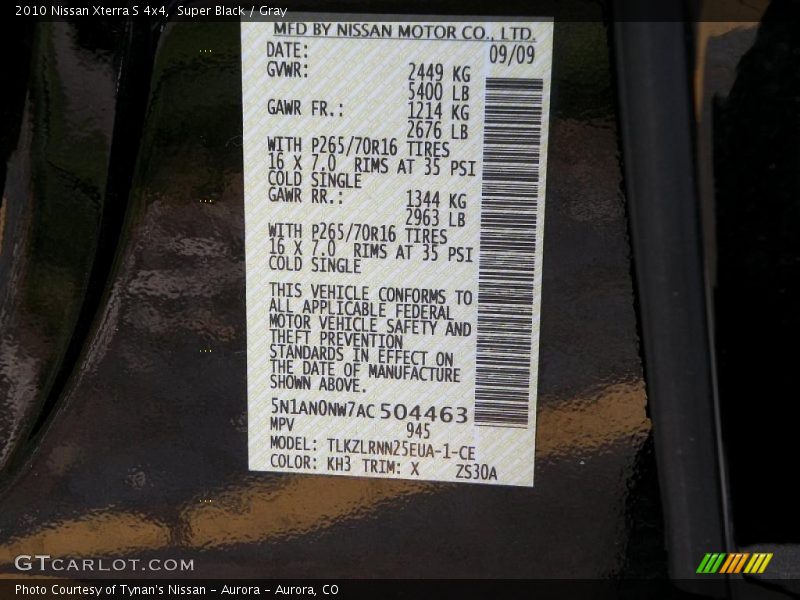 2010 Nissan Xterra S 4x4, Super Black / Gray
MFD BY NISSAN MOTOR CO., LTD.
DATE: 09/09
GVWR: 2449 KG
5400 LB
GAWR FR.: 1214 KG
2676 LB
WITH P265/70R16 TIRES
16 X 7.0 RIMS AT 35 PSI
COLD SINGLE
GAWR RR.: 1344 KG
2963 LB
WITH P265/70R16 TIRES
16 X 7.0 RIMS AT 35 PSI
COLD SINGLE
THIS VEHICLE CONFORMS TO
ALL APPLICABLE FEDERAL
MOTOR VEHICLE SAFETY AND
THEFT PREVENTION
STANDARDS IN EFFECT ON
THE DATE OF MANUFACTURE
SHOWN ABOVE.
5N1AN0NW7AC 504463
MPV 945
MODEL: TLKZLRNN25EUA-1-CE
COLOR: KH3 TRIM: X ZS30A
GTCARLOT.COM
Photo Courtesy of Tynan's Nissan - Aurora - Aurora, CO